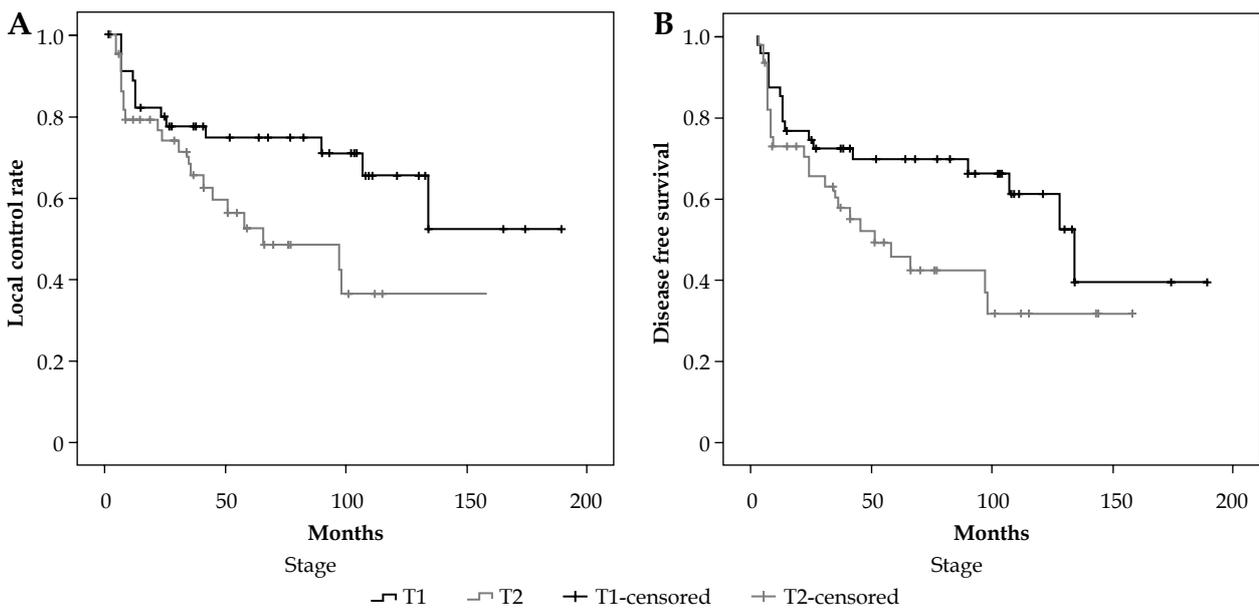 A
Local control rate
1.0
0.8
0.6
0.4
0.2
0
0 50 100 150 200
Months
Stage
B
Disease free survival
1.0
0.8
0.6
0.4
0.2
0
0 50 100 150 200
Months
Stage
T1 T2 T1-censored T2-censored